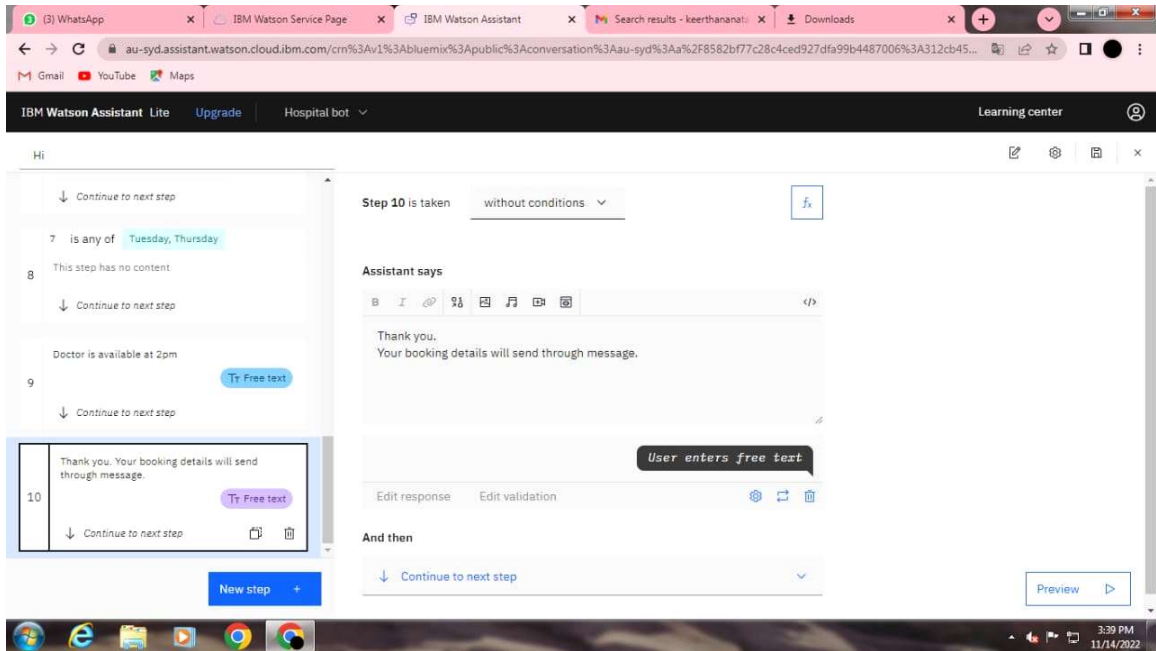 (3) WhatsApp
IBM Watson Service Page
IBM Watson Assistant
Search results - keerthananata
Downloads
au-syd.assistant.watson.cloud.ibm.com/crn%3Av1%3Abluemix%3Apublic%3Aconversation%3Aau-syd%3Aa%2F8582bf77c28c4ced927dfa99b4487006%3A312cb45...
Gmail YouTube Maps
IBM Watson Assistant Lite Upgrade Hospital bot Learning center
Hi
Continue to next step
7 is any of Tuesday, Thursday
8
This step has no content
Continue to next step
Doctor is available at 2pm
9
Free text
Continue to next step
Thank you. Your booking details will send
through message.
10
Free text
Continue to next step
New step +
Step 10 is taken without conditions fx
Assistant says
B I </>
Thank you.
Your booking details will send through message.
User enters free text
Edit response Edit validation
And then
Continue to next step
Preview
3:39 PM
11/14/2022